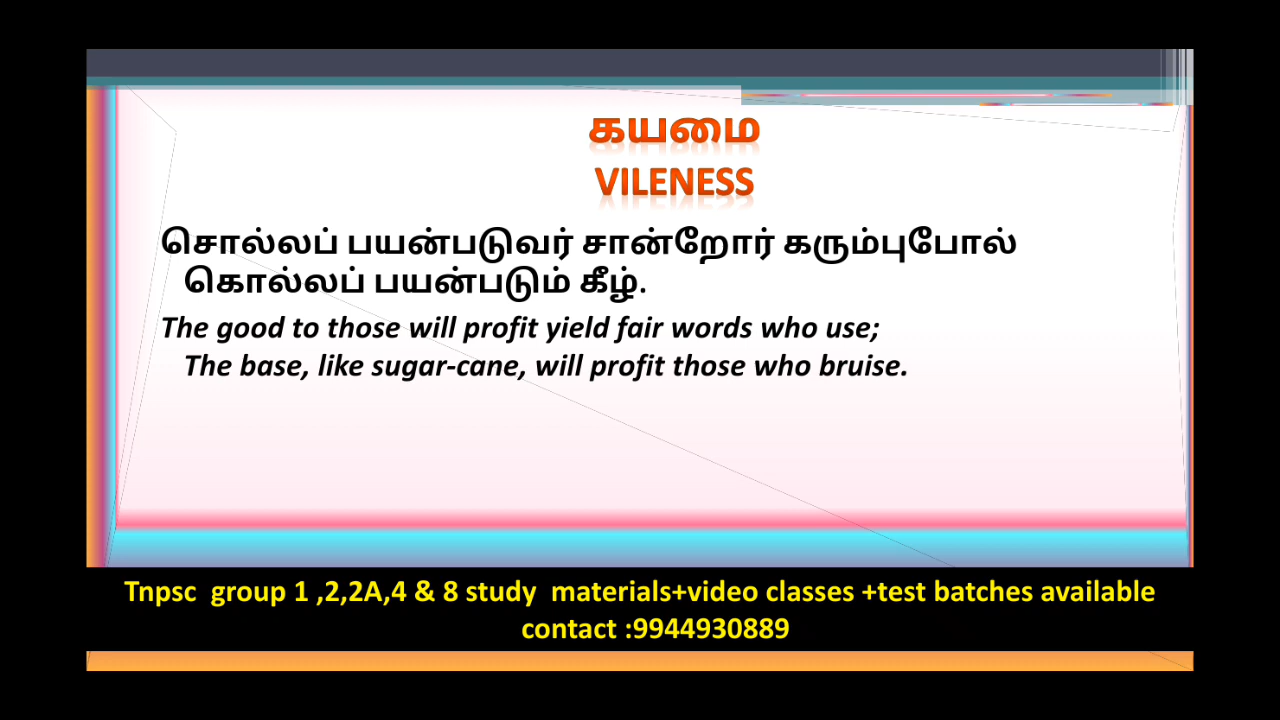 கயமை
VILENESS
சொல்லப் பயன்படுவர் சான்றோர் கரும்புபோல்
கொல்லப் பயன்படும் கீழ்.
The good to those will profit yield fair words who use;
The base, like sugar-cane, will profit those who bruise.
Tnpsc group 1 ,2,2A,4 & 8 study materials+video classes +test batches available
contact :9944930889